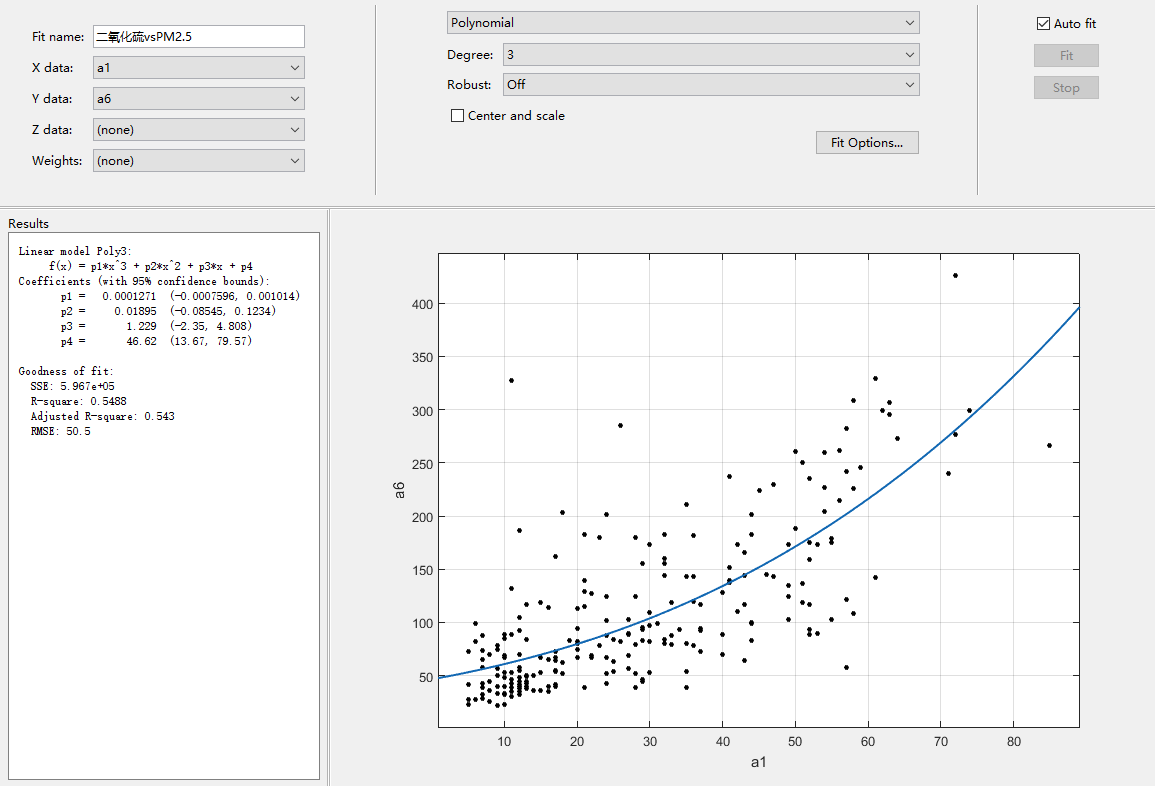 Fit name: 二氧化硫vsPM2.5
X data: a1
Y data: a6
Z data: (none)
Weights: (none)
Polynomial
Degree: 3
Robust: Off
Center and scale
Fit Options...
Auto fit
Fit
Stop
Results
Linear model Poly3:
f(x) = p1*x^3 + p2*x^2 + p3*x + p4
Coefficients (with 95% confidence bounds):
p1 = 0.0001271 (-0.0007596, 0.001014)
p2 = 0.01895 (-0.08545, 0.1234)
p3 = 1.229 (-2.35, 4.808)
p4 = 46.62 (13.67, 79.57)
Goodness of fit:
SSE: 5.967e+05
R-square: 0.5488
Adjusted R-square: 0.543
RMSE: 50.5
400
350
300
250
200
150
100
50
a6
10 20 30 40 50 60 70 80
a1